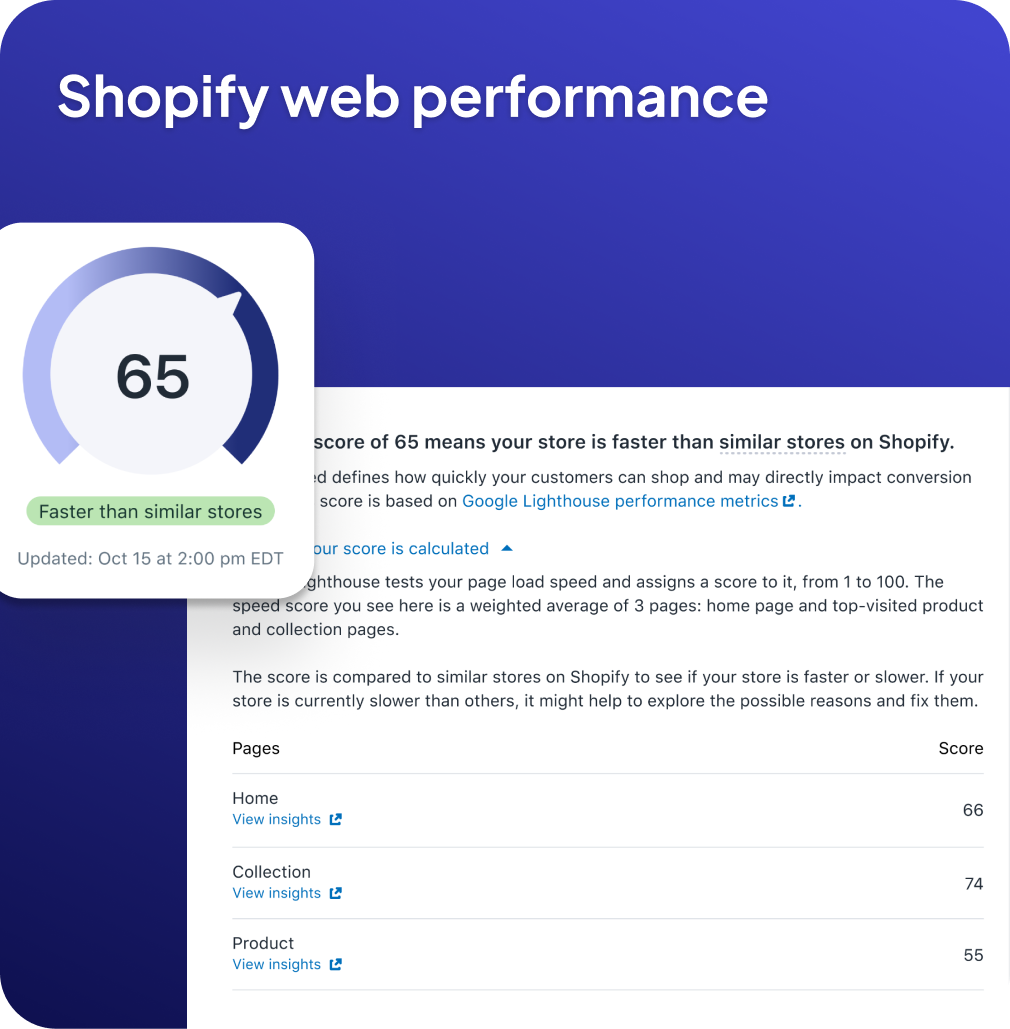 Shopify web performance
65
Faster than similar stores
Updated: Oct 15 at 2:00 pm EDT
score of 65 means your store is faster than similar stores on Shopify.
defines how quickly your customers can shop and may directly impact conversion
score is based on Google Lighthouse performance metrics.
score is calculated
tests your page load speed and assigns a score to it, from 1 to 100. The
speed score you see here is a weighted average of 3 pages: home page and top-visited product
and collection pages.
The score is compared to similar stores on Shopify to see if your store is faster or slower. If your
store is currently slower than others, it might help to explore the possible reasons and fix them.
Pages Score
Home
View insights
66
Collection
View insights
74
Product
View insights
55